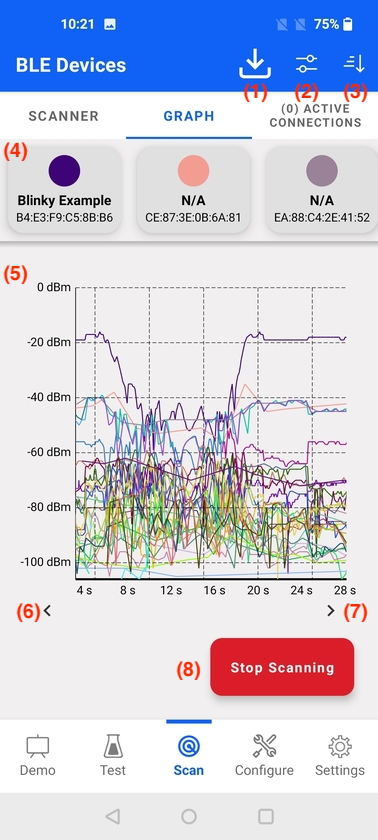 10:21
75%
BLE Devices
(1)
(2)
(3)
SCANNER
GRAPH
(0) ACTIVE
CONNECTIONS
(4)
Blinky Example
B4:E3:F9:C5:8B:B6
N/A
CE:87:3E:0B:6A:81
N/A
EA:88:C4:2E:41:52
(5)
0 dBm
-20 dBm
-40 dBm
-60 dBm
-80 dBm
-100 dBm
4 s
8 s
12 s
16 s
20 s
24 s
28 s
(6)
(7)
(8)
Stop Scanning
Demo
Test
Scan
Configure
Settings